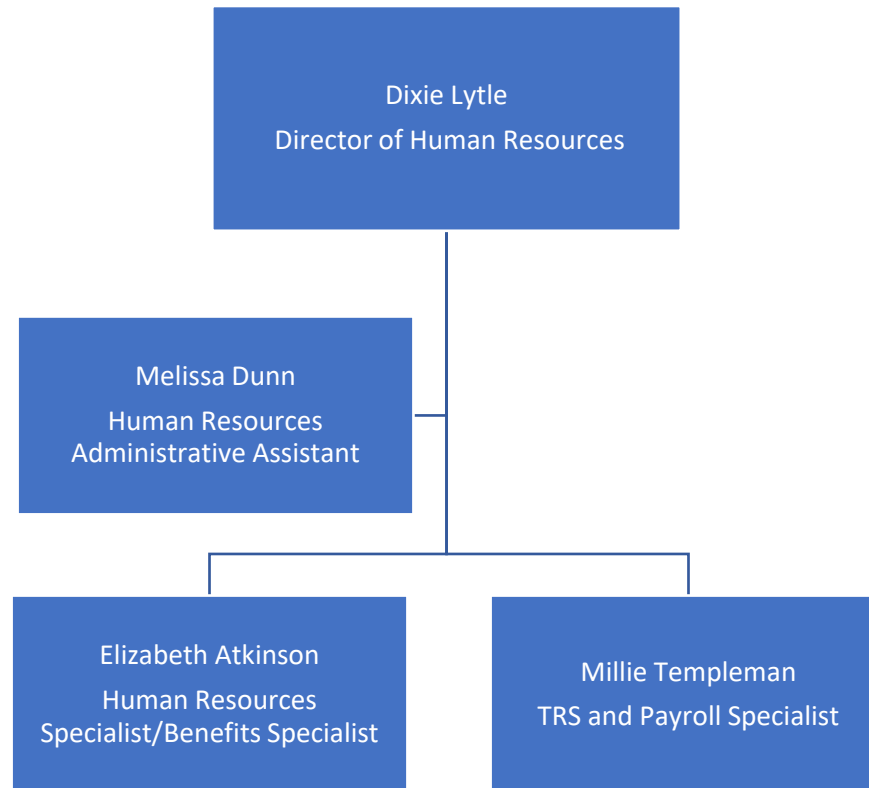 Dixie Lytle
Director of Human Resources
Melissa Dunn
Human Resources
Administrative Assistant
Elizabeth Atkinson
Human Resources
Specialist/Benefits Specialist
Millie Templeman
TRS and Payroll Specialist